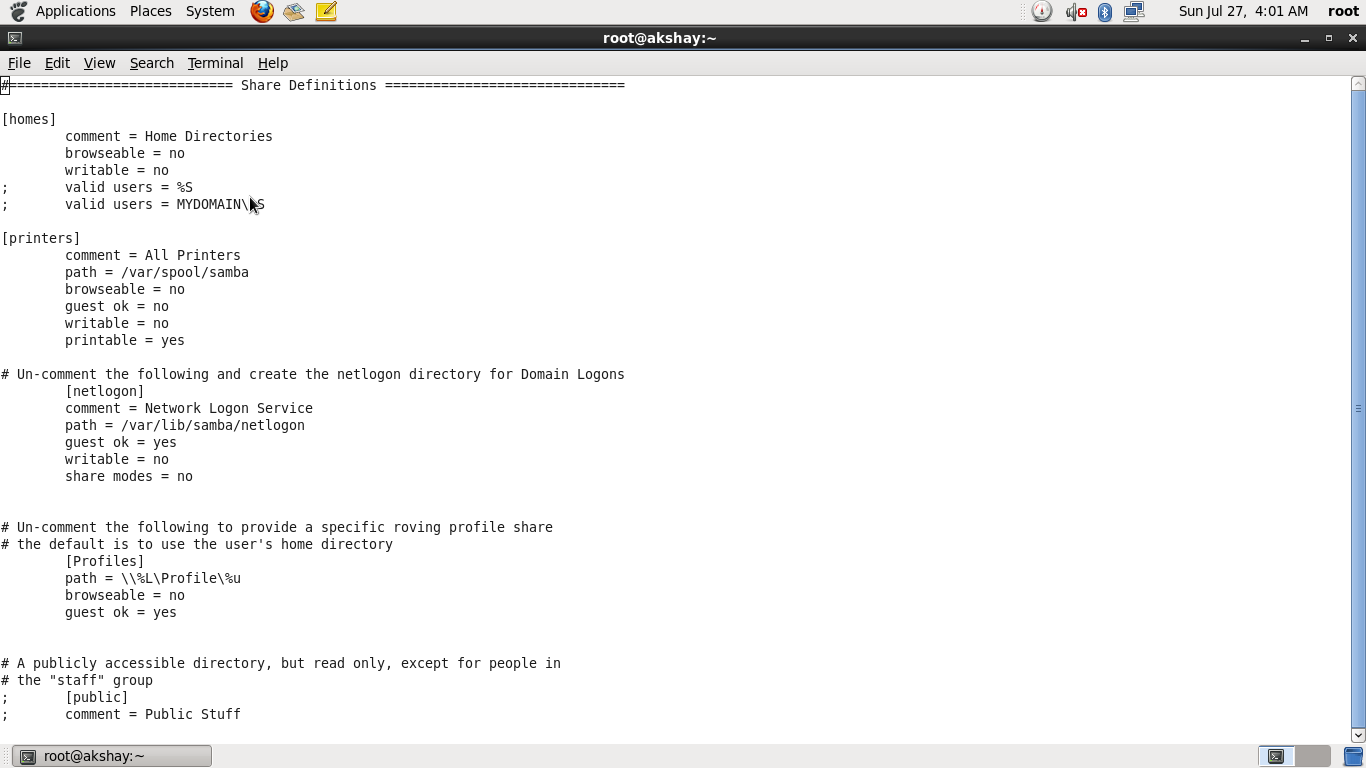 Applications Places System Sun Jul 27, 4:01 AM root
root@akshay:~
File Edit View Search Terminal Help
#============================ Share Definitions ==============================
[homes]
comment = Home Directories
browseable = no
writable = no
; valid users = %S
; valid users = MYDOMAIN\%S
[printers]
comment = All Printers
path = /var/spool/samba
browseable = no
guest ok = no
writable = no
printable = yes
# Un-comment the following and create the netlogon directory for Domain Logons
[netlogon]
comment = Network Logon Service
path = /var/lib/samba/netlogon
guest ok = yes
writable = no
share modes = no
# Un-comment the following to provide a specific roving profile share
# the default is to use the user's home directory
[Profiles]
path = \\%L\Profile\%u
browseable = no
guest ok = yes
# A publicly accessible directory, but read only, except for people in
# the "staff" group
; [public]
; comment = Public Stuff
root@akshay:~